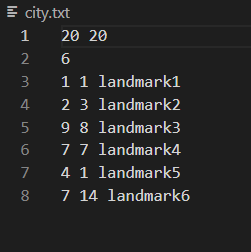 city.txt
1 20 20
2 6
3 1 1 landmark1
4 2 3 landmark2
5 9 8 landmark3
6 7 7 landmark4
7 4 1 landmark5
8 7 14 landmark6